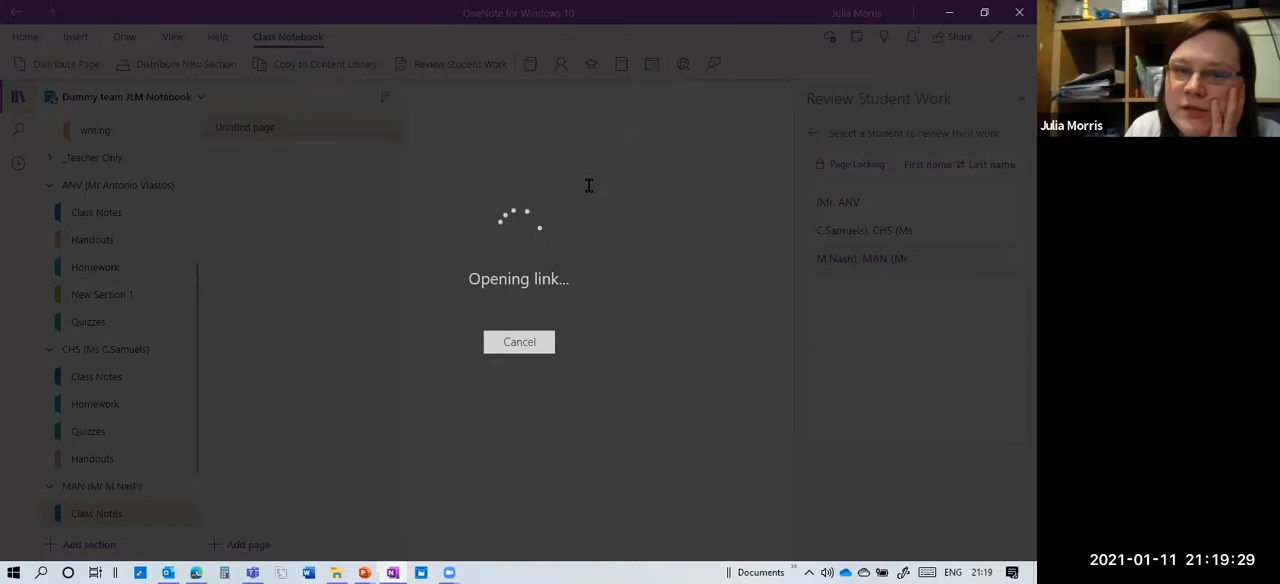 OneNote for Windows 10
Julia Morris
Home Insert Draw View Help Class Notebook
Share
Distribute Page Distribute New Section Copy to Content Library Review Student Work
Dummy team JLM Notebook
writing
_Teacher Only
ANV (Mr Antonio Vlastos)
Class Notes
Handouts
Homework
New Section 1
Quizzes
CHS (Ms C.Samuels)
Class Notes
Homework
Quizzes
Handouts
MAN (Mr M.Nash)
Class Notes
Add section
Untitled page
Add page
Opening link...
Cancel
Review Student Work
Select a student to review their work.
Page Locking First name Last name
(Mr. ANV
C.Samuels), CHS (Ms
M.Nash), MAN (Mr
Julia Morris
2021-01-11 21:19:29
Documents
ENG 21:19